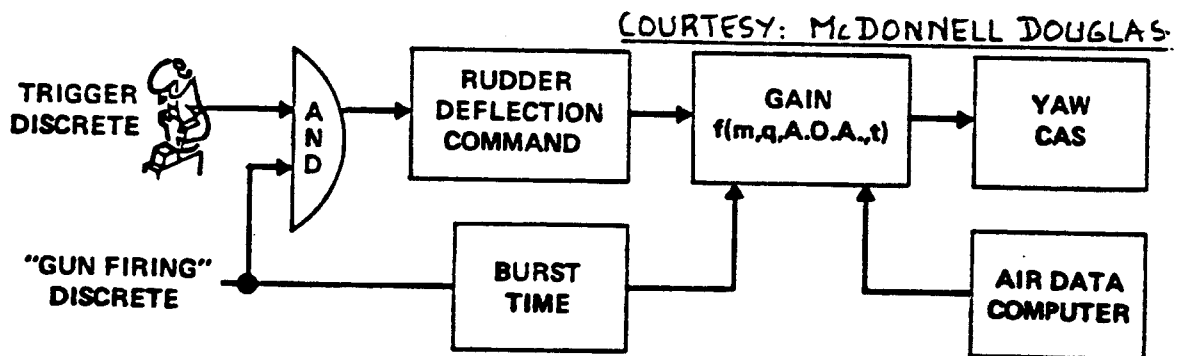 COURTESY: McDONNELL DOUGLAS.
TRIGGER
DISCRETE
AND
RUDDER
DEFLECTION
COMMAND
GAIN
f(m,q,A.O.A.,t)
YAW
CAS
"GUN FIRING"
DISCRETE
BURST
TIME
AIR DATA
COMPUTER